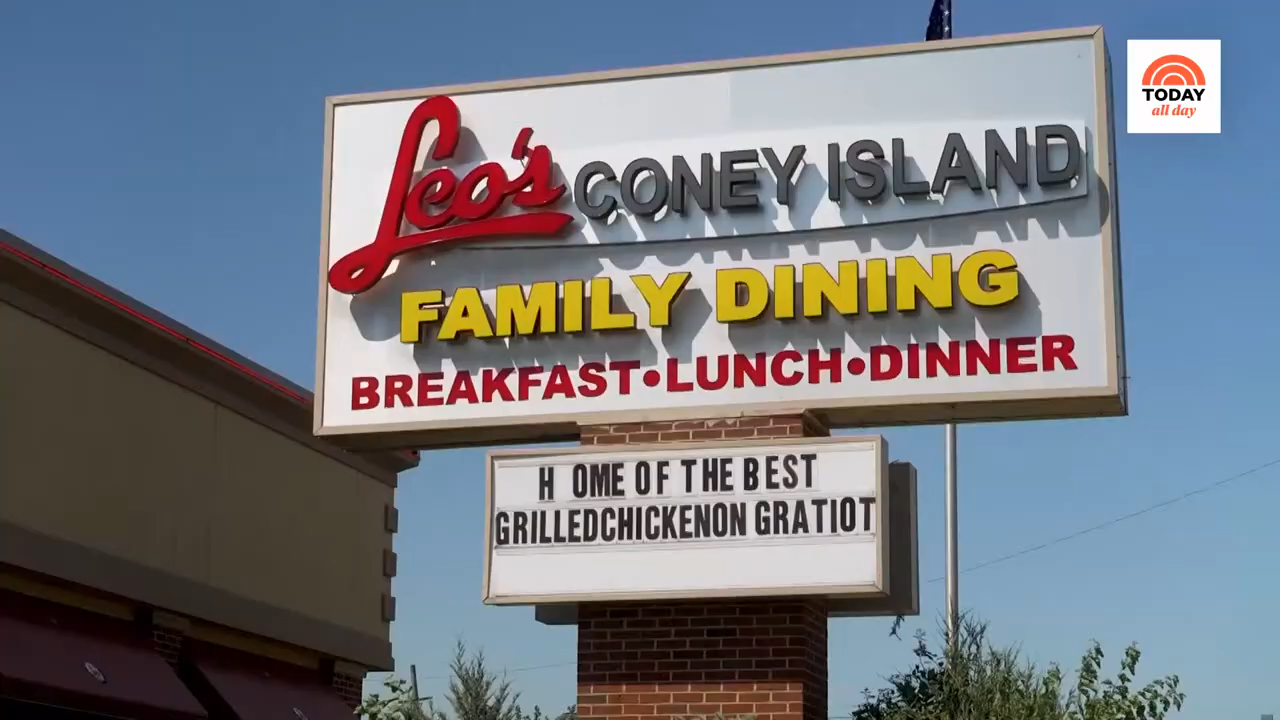 Leo's CONEY ISLAND
FAMILY DINING
BREAKFAST•LUNCH•DINNER
H OME OF THE BEST
GRILLEDCHICKENON GRATIOT
TODAY
all day